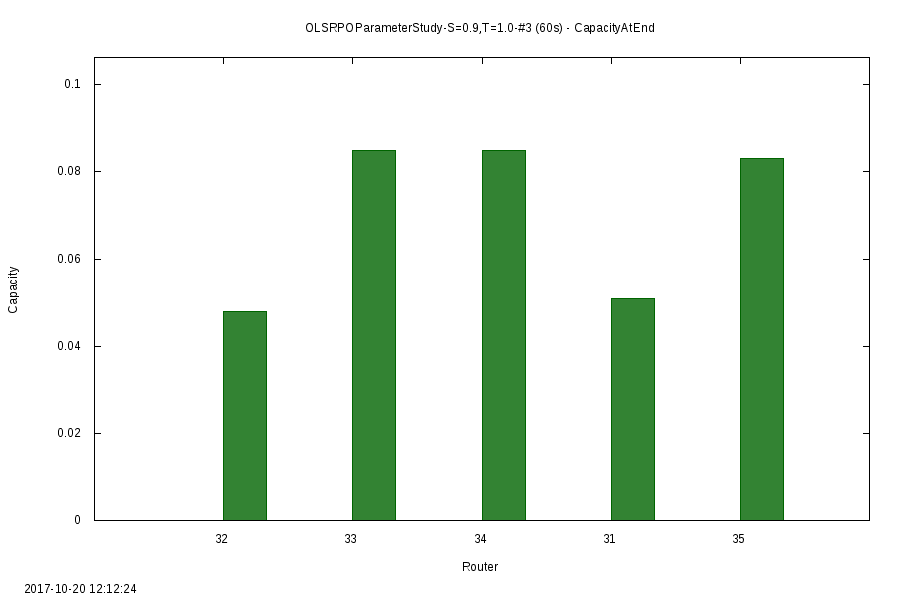 OLSRPOParameterStudy-S=0.9,T=1.0-#3 (60s) - CapacityAtEnd
0.1
0.08
0.06
0.04
0.02
0
Capacity
32 33 34 31 35
Router
2017-10-20 12:12:24